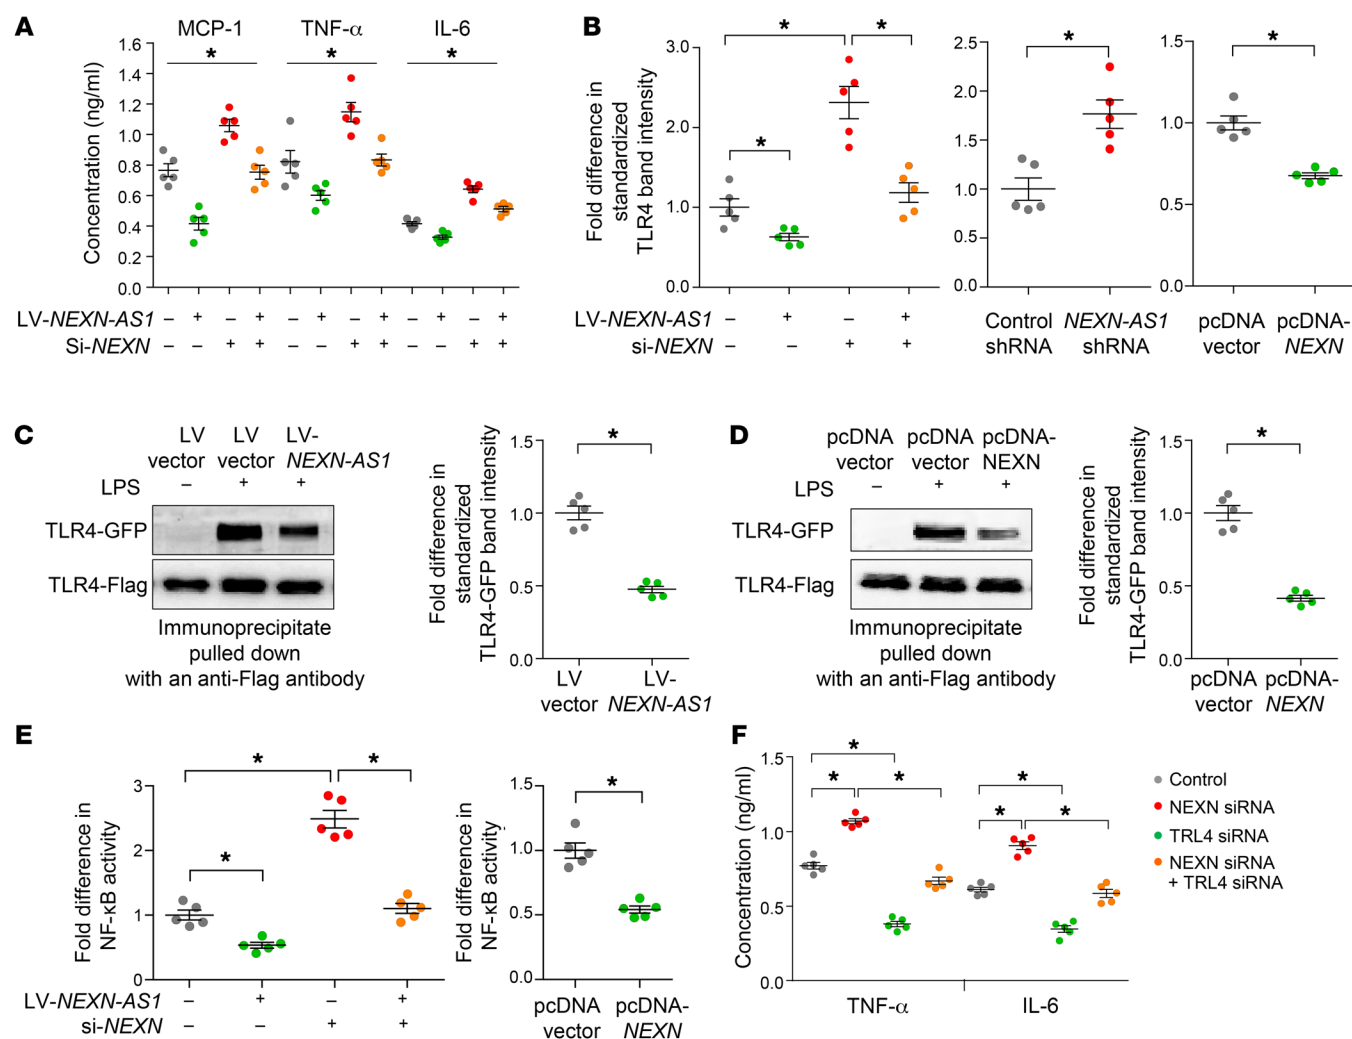 A
MCP-1 TNF-α IL-6
* * *
Concentration (ng/ml)
1.6
1.4
1.2
1.0
0.8
0.6
0.4
0.2
0.0
LV-NEXN-AS1 – + – + – + – + – + – +
Si-NEXN – – + + – – + + – – + +
B
Fold difference in
standardized
TLR4 band intensity
* * *
3.0
2.0
1.0
0.0
LV-NEXN-AS1 – + – +
si-NEXN – – + +
*
2.5
2.0
1.5
1.0
0.5
0.0
Control NEXN-AS1
shRNA shRNA
*
1.5
1.0
0.5
0.0
pcDNA pcDNA-
vector NEXN
C
LV LV LV-
vector vector NEXN-AS1
LPS – + +
TLR4-GFP
TLR4-Flag
Immunoprecipitate
pulled down
with an anti-Flag antibody
Fold difference in
standardized
TLR4-GFP band intensity
*
1.5
1.0
0.5
0.0
LV LV-
vector NEXN-AS1
D
pcDNA pcDNA pcDNA-
vector vector NEXN
LPS – + +
TLR4-GFP
TLR4-Flag
Immunoprecipitate
pulled down
with an anti-Flag antibody
Fold difference in
standardized
TLR4-GFP band intensity
*
1.5
1.0
0.5
0.0
pcDNA pcDNA-
vector NEXN
E
Fold difference in
NF-κB activity
* * *
3
2
1
0
LV-NEXN-AS1 – + – +
si-NEXN – – + +
Fold difference in
NF-κB activity
*
1.5
1.0
0.5
0.0
pcDNA pcDNA-
vector NEXN
F
Concentration (ng/ml)
* * * * * *
1.5
1.0
0.5
0.0
TNF-α IL-6
Control
NEXN siRNA
TRL4 siRNA
NEXN siRNA
+ TRL4 siRNA